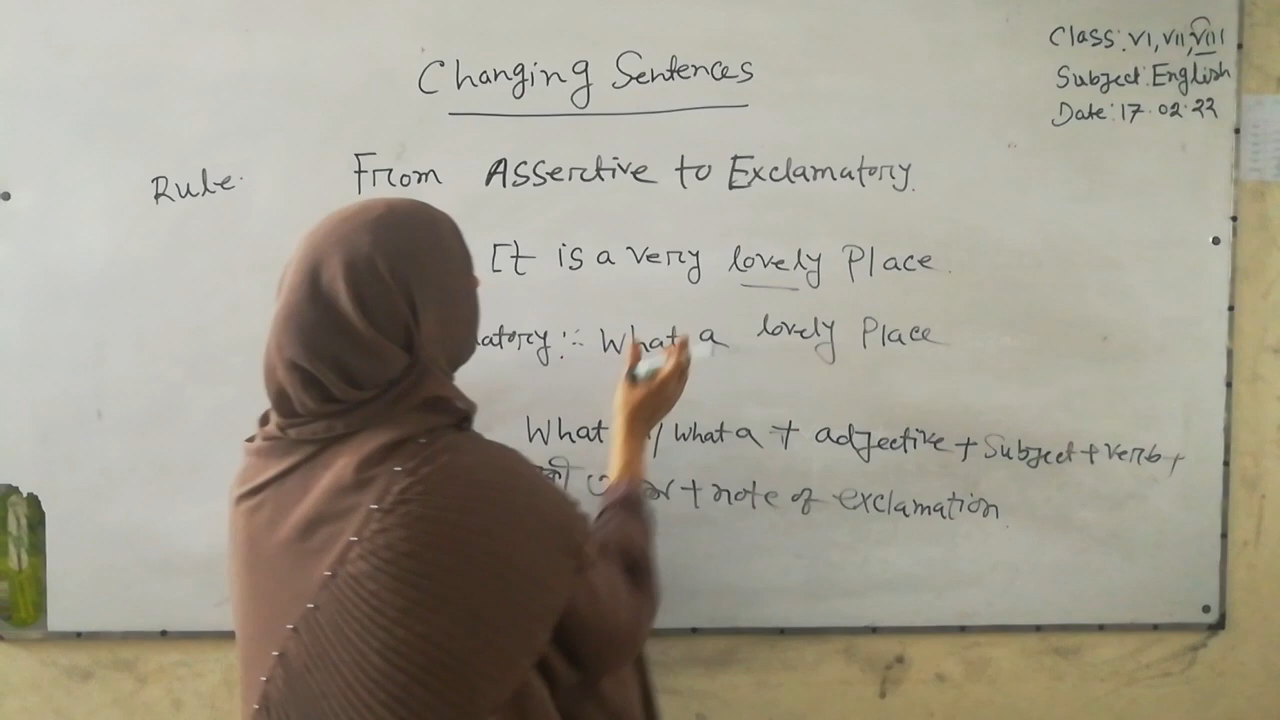 Changing Sentences
Class: VI, VII, VIII
Subject: English
Date: 17.02.22
Rule.
From Assertive to Exclamatory.
It is a very lovely Place.
atory :- What a lovely Place
What / What a + adjective + Subject + verb +
+ note of exclamation